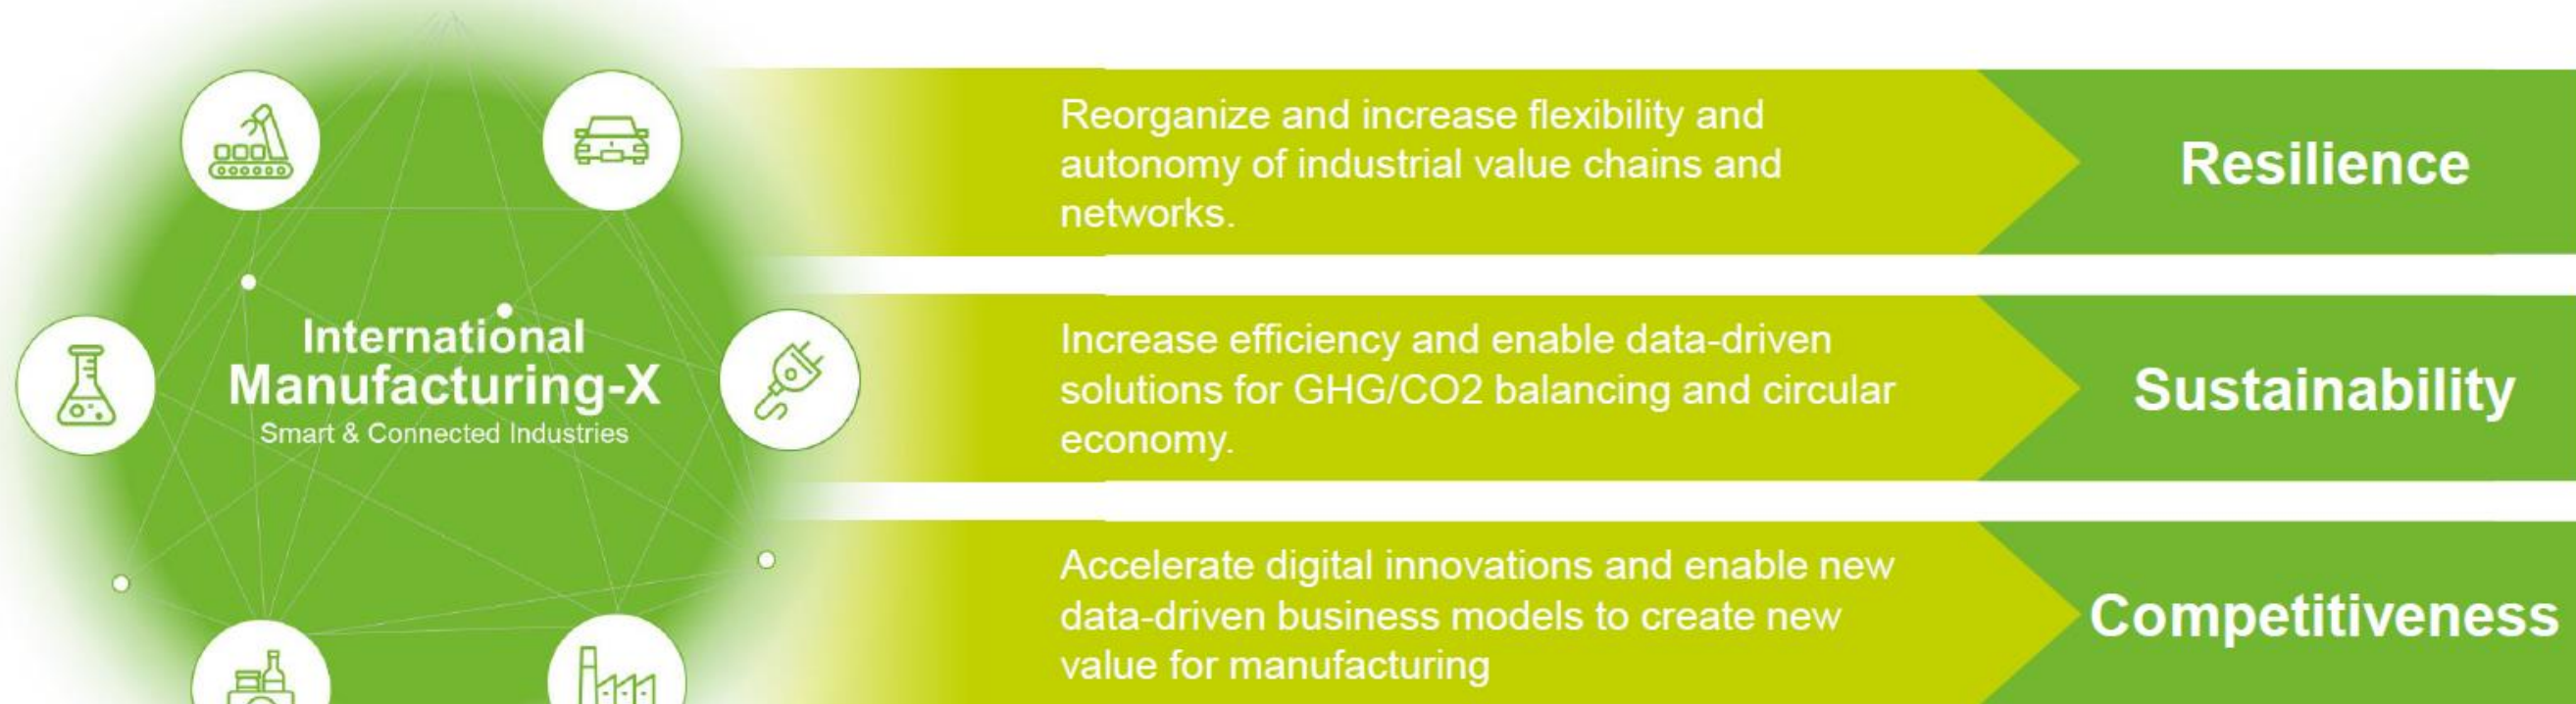 International
Manufacturing-X
Smart & Connected Industries
Reorganize and increase flexibility and
autonomy of industrial value chains and
networks.
Resilience
Increase efficiency and enable data-driven
solutions for GHG/CO2 balancing and circular
economy.
Sustainability
Accelerate digital innovations and enable new
data-driven business models to create new
value for manufacturing
Competitiveness